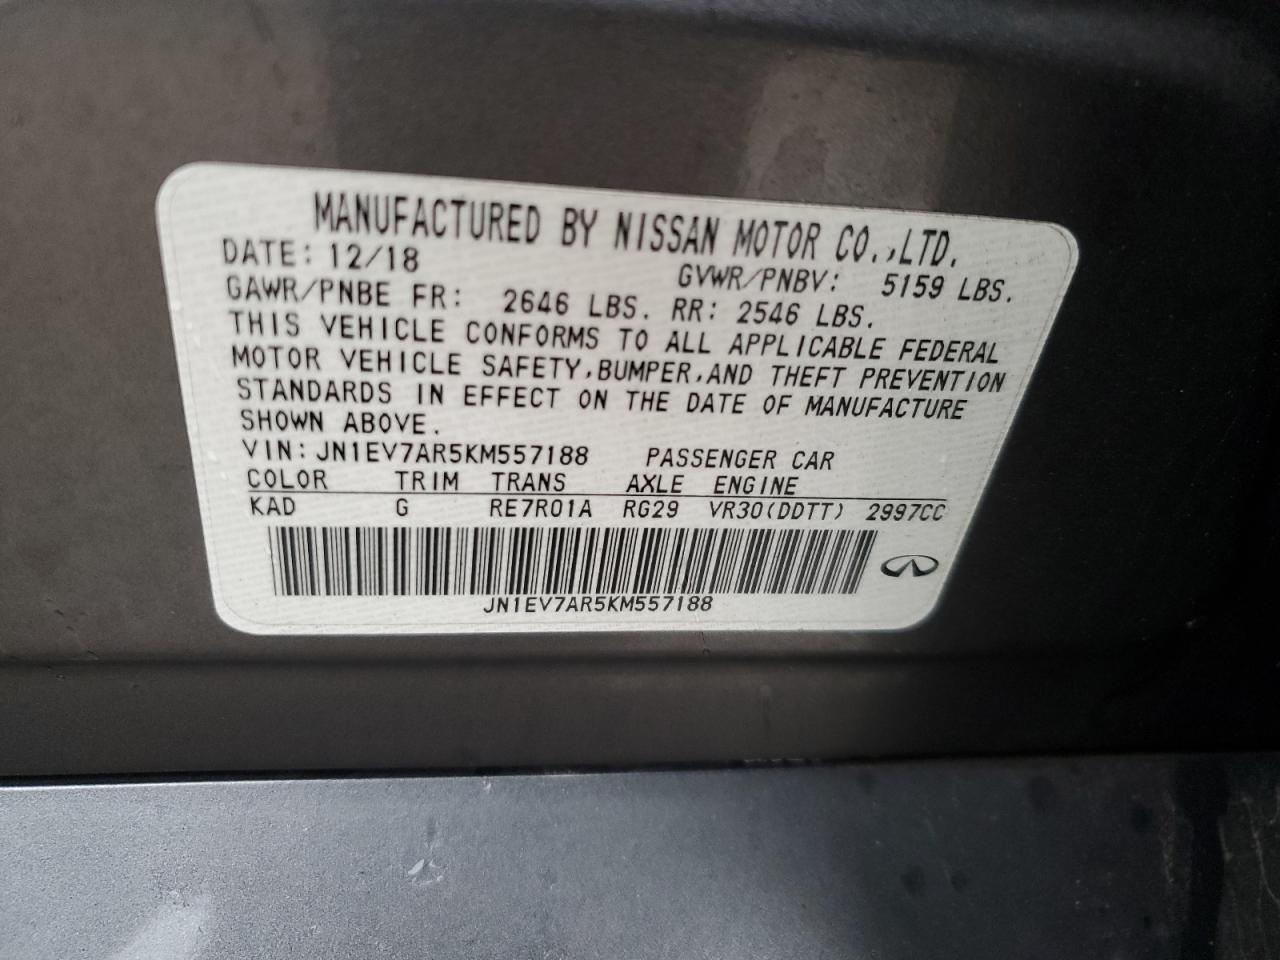 MANUFACTURED BY NISSAN MOTOR CO.,LTD.
DATE: 12/18 GVWR/PNBV: 5159 LBS.
GAWR/PNBE FR: 2646 LBS. RR: 2546 LBS.
THIS VEHICLE CONFORMS TO ALL APPLICABLE FEDERAL
MOTOR VEHICLE SAFETY,BUMPER,AND THEFT PREVENTION
STANDARDS IN EFFECT ON THE DATE OF MANUFACTURE
SHOWN ABOVE.
VIN:JN1EV7AR5KM557188 PASSENGER CAR
COLOR TRIM TRANS AXLE ENGINE
KAD G RE7R01A RG29 VR30(DDTT) 2997CC
JN1EV7AR5KM557188